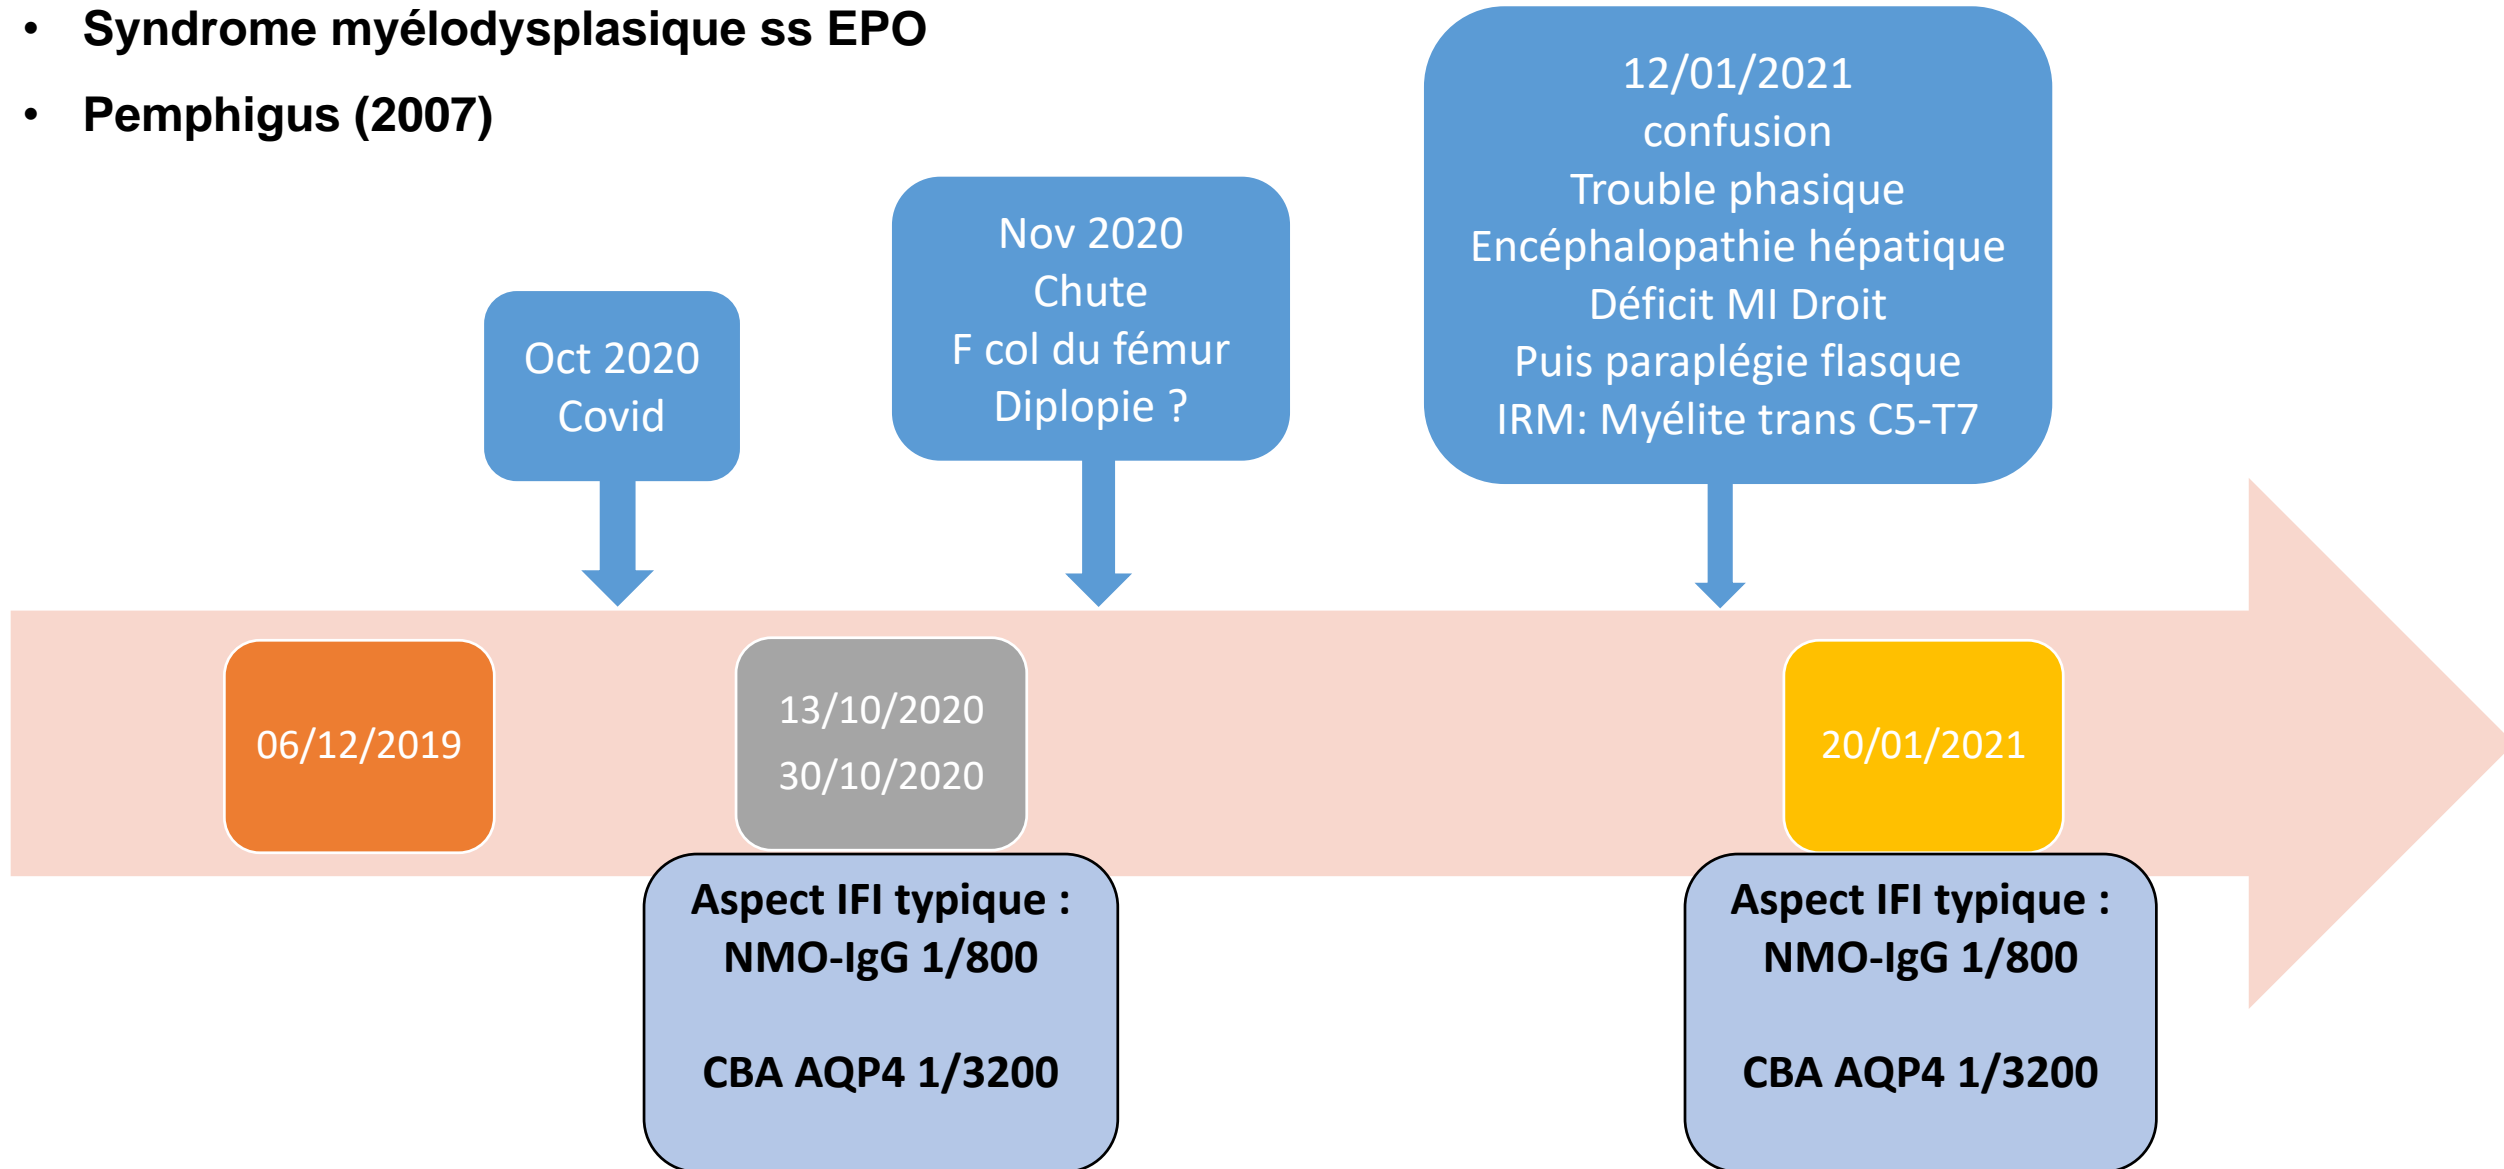 • Syndrome myélodysplasique ss EPO
• Pemphigus (2007)
Oct 2020
Covid
Nov 2020
Chute
F col du fémur
Diplopie ?
12/01/2021
confusion
Trouble phasique
Encéphalopathie hépatique
Déficit MI Droit
Puis paraplégie flasque
IRM: Myélite trans C5-T7
06/12/2019
13/10/2020
30/10/2020
20/01/2021
Aspect IFI typique :
NMO-IgG 1/800
CBA AQP4 1/3200
Aspect IFI typique :
NMO-IgG 1/800
CBA AQP4 1/3200